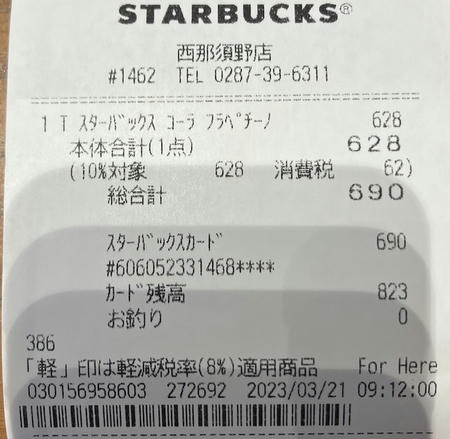 STARBUCKS®
西那須野店
#1462 TEL 0287-39-6311
1 T ｽﾀｰﾊﾞｯｸｽ ｺｰﾗ ﾌﾗﾍﾟﾁｰﾉ 628
本体合計(1点) 628
(10%対象 628 消費税 62)
総合計 690
ｽﾀｰﾊﾞｯｸｽｶｰﾄﾞ 690
#606052331468****
ｶｰﾄﾞ残高 823
お釣り 0
386
「軽」印は軽減税率(8%)適用商品 For Here
030156958603 272692 2023/03/21 09:12:00